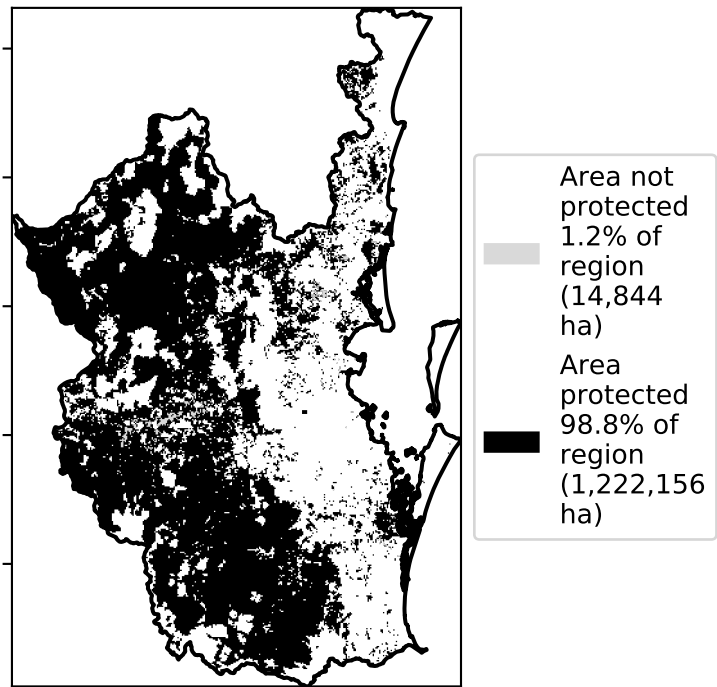 Area not
protected
1.2% of
region
(14,844
ha)
Area
protected
98.8% of
region
(1,222,156
ha)